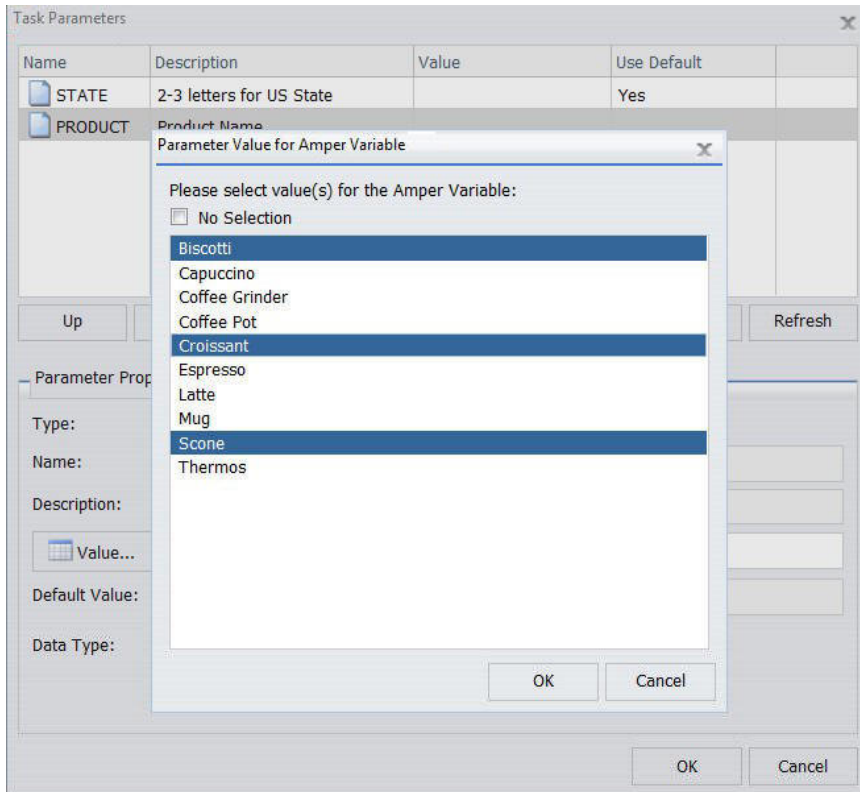 Task Parameters
Name Description Value Use Default
STATE 2-3 letters for US State Yes
PRODUCT Product Name
Parameter Value for Amper Variable
Please select value(s) for the Amper Variable:
No Selection
Biscotti
Capuccino
Coffee Grinder
Coffee Pot
Croissant
Espresso
Latte
Mug
Scone
Thermos
OK Cancel
Up Refresh
Parameter Prop
Type:
Name:
Description:
Value...
Default Value:
Data Type:
OK Cancel